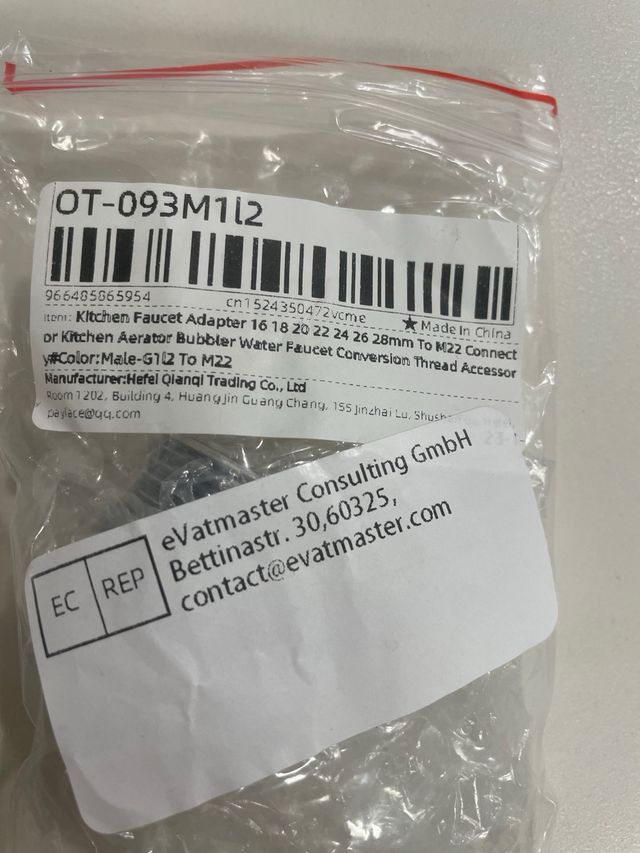 OT-093M1l2
966485865954
cn1524350472vcme
★ Made In China
Item: Kitchen Faucet Adapter 16 18 20 22 24 26 28mm To M22 Connect
or Kitchen Aerator Bubbler Water Faucet Conversion Thread Accessor
y#Color:Male-G1l2 To M22
Manufacturer:Hefei Qianqi Trading Co., Ltd
Room 1202, Building 4, Huang Jin Guang Chang, 155 Jinzhai Lu,
paylace@qq.com
EC REP
eVatmaster Consulting GmbH
Bettinastr. 30,60325,
contact@evatmaster.com